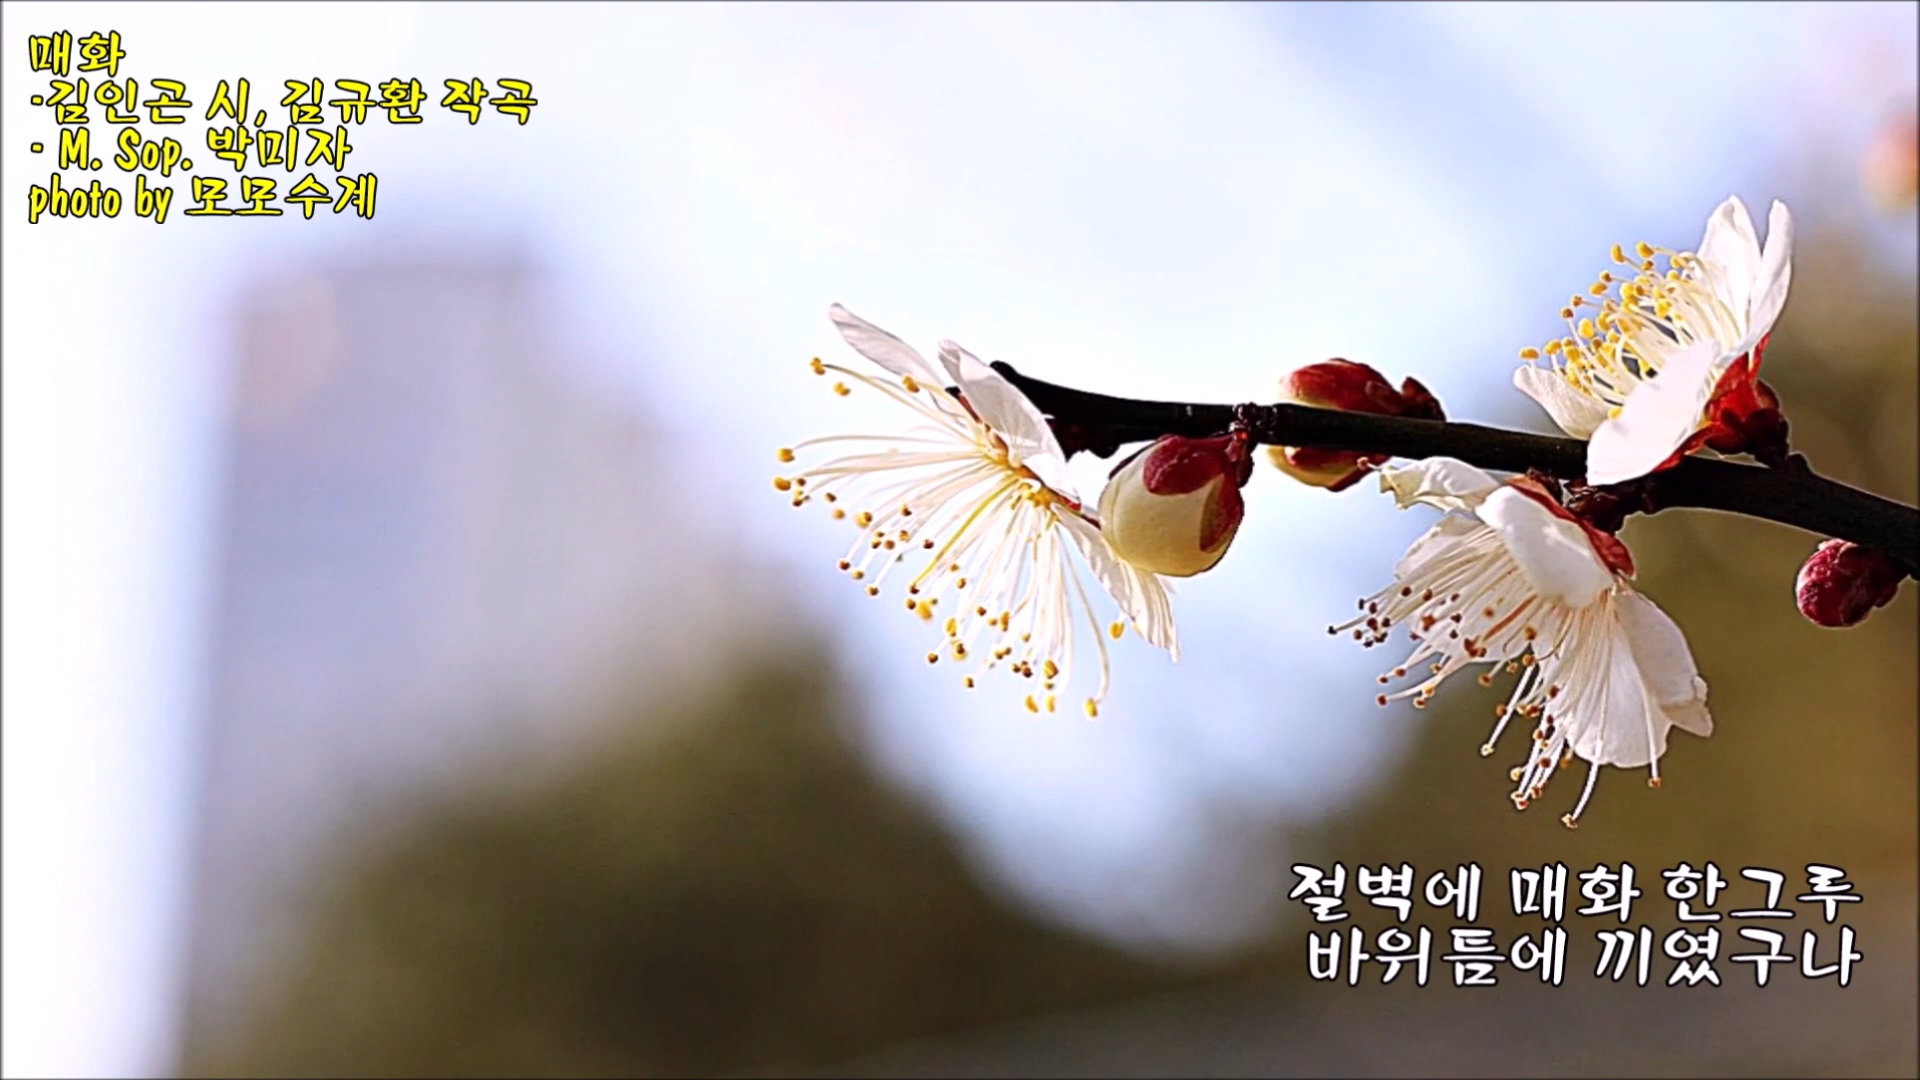 매화
-김인곤 시, 김규환 작곡
- M. Sop. 박미자
photo by 모모수계
절벽에 매화 한그루
바위틈에 끼였구나